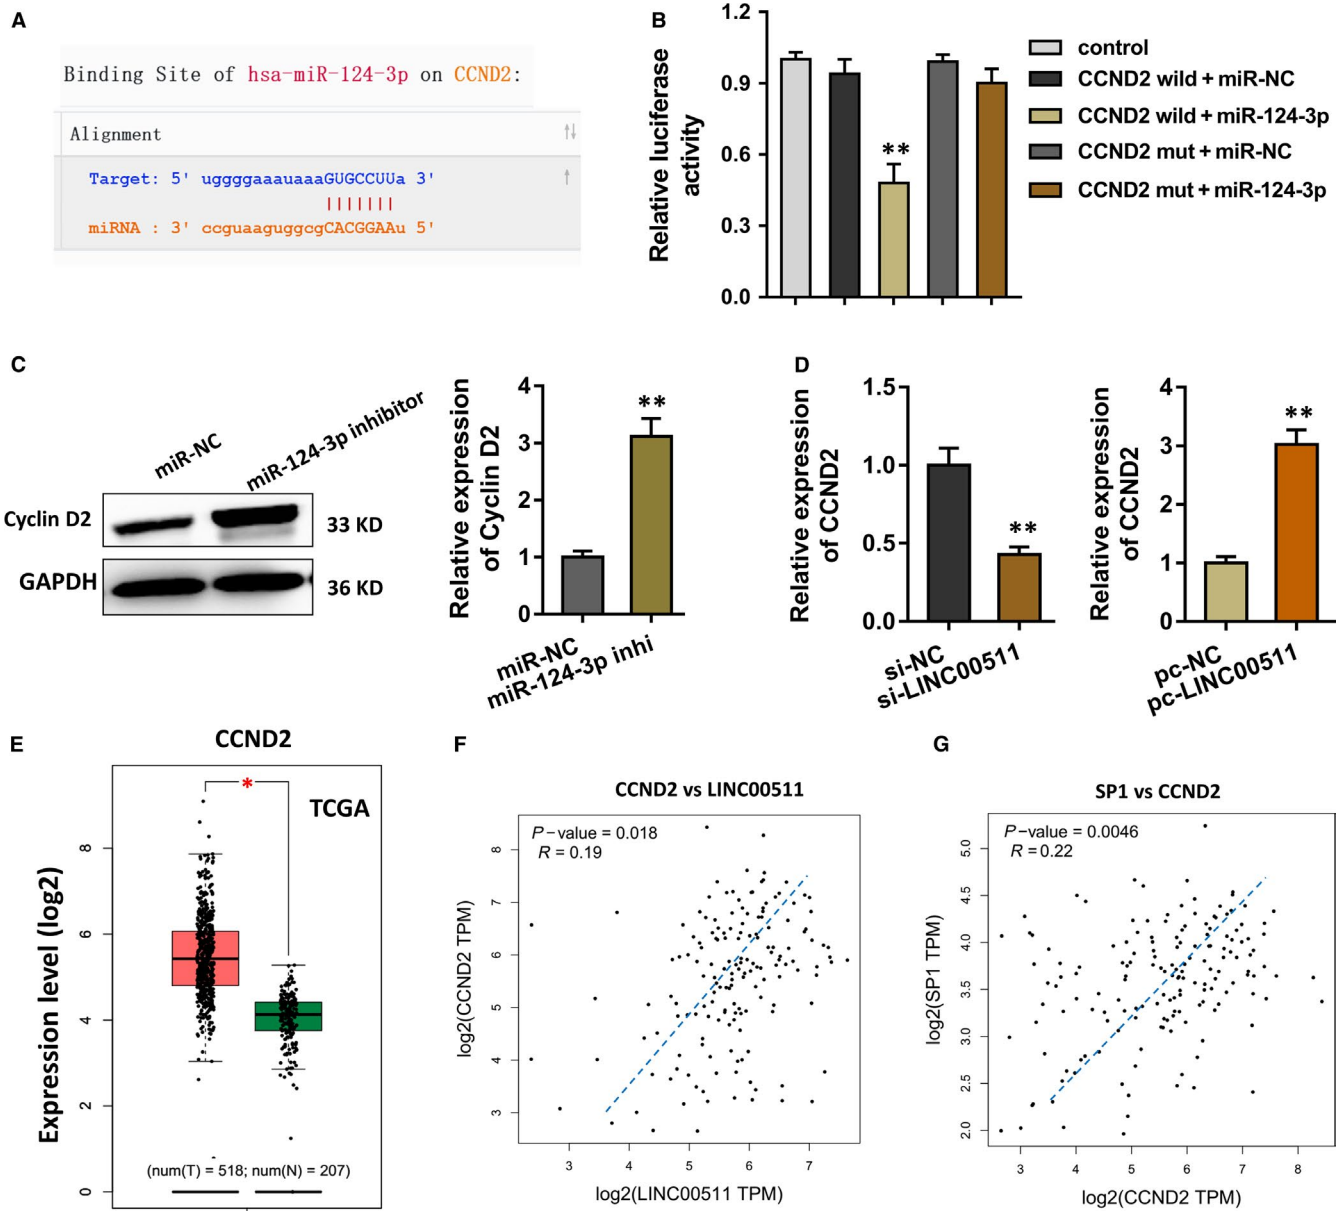 A
Binding Site of hsa-miR-124-3p on CCND2:
Alignment
Target: 5' uggggaaauaaaGUGCCUUa 3'
|||||||
miRNA : 3' ccguaaguggcgCACGGAAu 5'
B
Relative luciferase
activity
1.2
0.9
0.6
0.3
0.0
**
control
CCND2 wild + miR-NC
CCND2 wild + miR-124-3p
CCND2 mut + miR-NC
CCND2 mut + miR-124-3p
C
miR-NC
miR-124-3p inhibitor
Cyclin D2
33 KD
GAPDH
36 KD
Relative expression
of Cyclin D2
4
3
2
1
0
**
miR-NC
miR-124-3p inhi
D
Relative expression
of CCND2
1.5
1.0
0.5
0.0
**
si-NC
si-LINC00511
Relative expression
of CCND2
4
3
2
1
0
**
pc-NC
pc-LINC00511
E
CCND2
*
TCGA
Expression level (log2)
8
6
4
2
0
(num(T) = 518; num(N) = 207)
F
CCND2 vs LINC00511
P-value = 0.018
R = 0.19
log2(CCND2 TPM)
8
7
6
5
4
3
3 4 5 6 7
log2(LINC00511 TPM)
G
SP1 vs CCND2
P-value = 0.0046
R = 0.22
log2(SP1 TPM)
5.0
4.5
4.0
3.5
3.0
2.5
2.0
3 4 5 6 7 8
log2(CCND2 TPM)